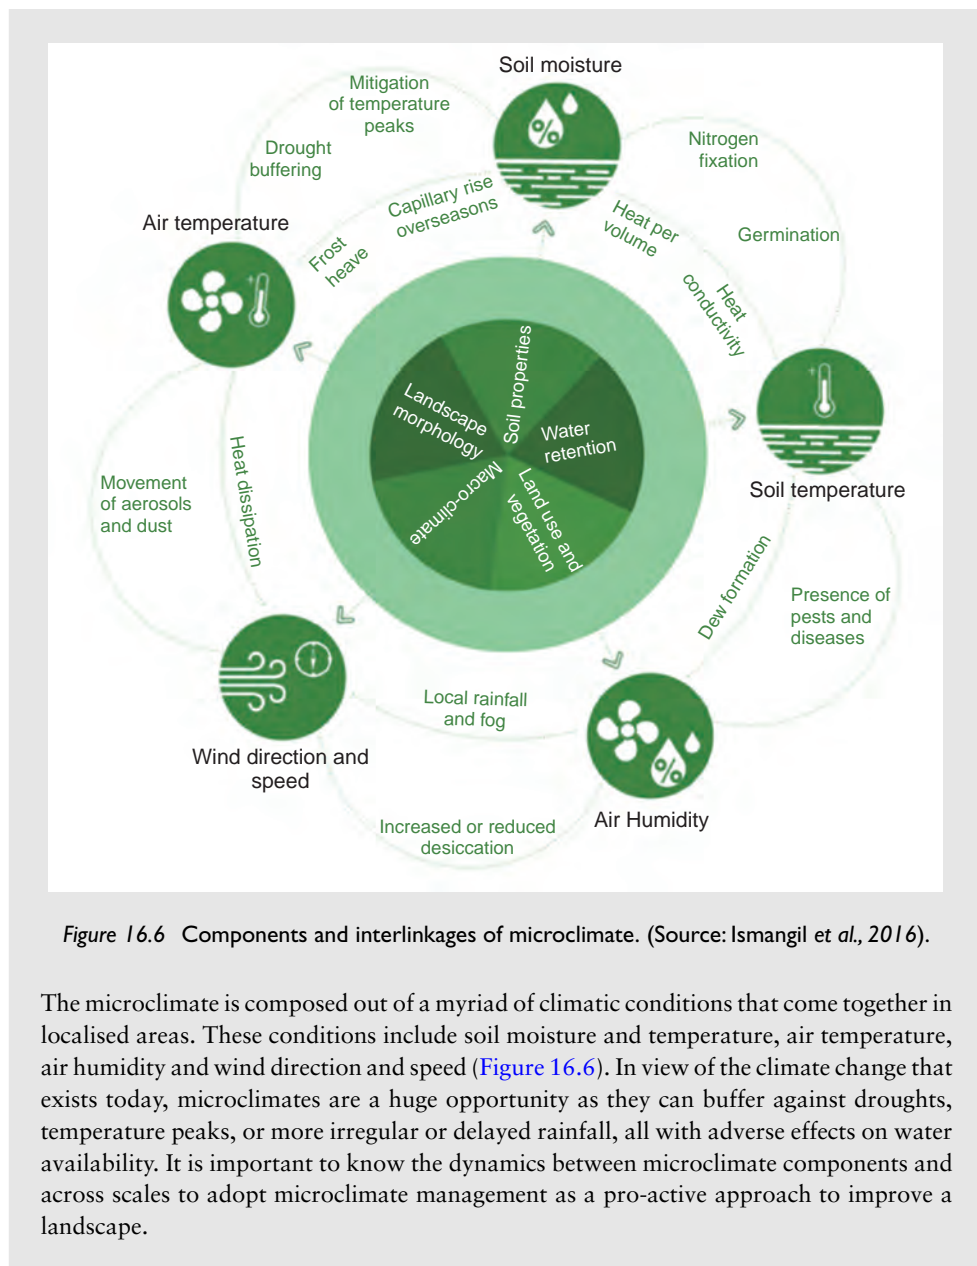 Soil moisture
Mitigation
of temperature
peaks
Drought
buffering
Nitrogen
fixation
Capillary rise
overseasons
Heat per
volume
Germination
Air temperature
Frost
heave
Heat
conductivity
Soil properties
Landscape
morphology
Water
retention
Macro-climate
Land use and
vegetation
Heat dissipation
Movement
of aerosols
and dust
Soil temperature
Dew formation
Presence of
pests and
diseases
Local rainfall
and fog
Wind direction and
speed
Air Humidity
Increased or reduced
desiccation
Figure 16.6 Components and interlinkages of microclimate. (Source: Ismangil et al., 2016).
The microclimate is composed out of a myriad of climatic conditions that come together in
localised areas. These conditions include soil moisture and temperature, air temperature,
air humidity and wind direction and speed (Figure 16.6). In view of the climate change that
exists today, microclimates are a huge opportunity as they can buffer against droughts,
temperature peaks, or more irregular or delayed rainfall, all with adverse effects on water
availability. It is important to know the dynamics between microclimate components and
across scales to adopt microclimate management as a pro-active approach to improve a
landscape.